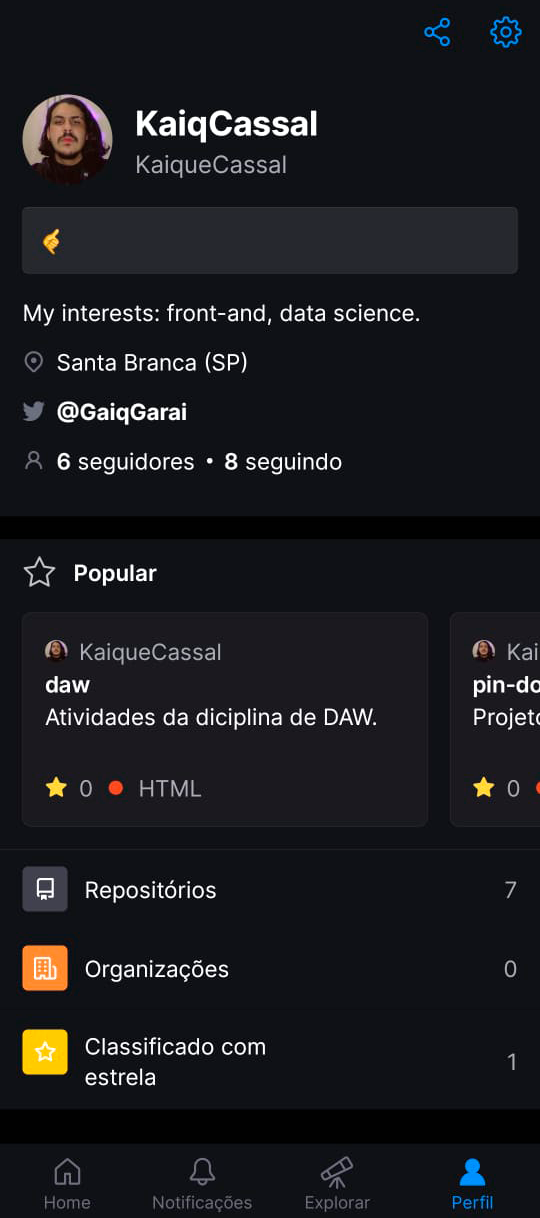 KaiqCassal
KaiqueCassal
My interests: front-and, data science.
Santa Branca (SP)
@GaiqGarai
6 seguidores • 8 seguindo
Popular
KaiqueCassal
daw
Atividades da diciplina de DAW.
0 HTML
Kai
pin-do
Projeto
0
Repositórios 7
Organizações 0
Classificado com
estrela 1
Home Notificações Explorar Perfil